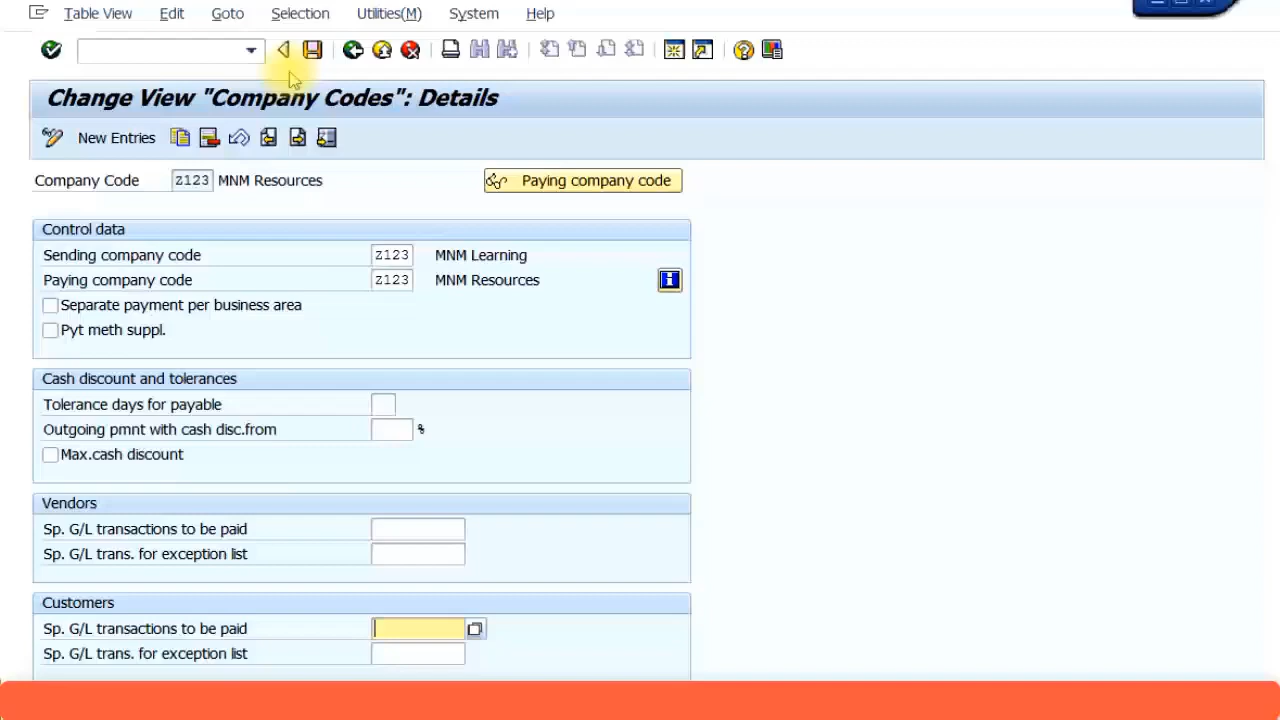 Table View Edit Goto Selection Utilities(M) System Help
Change View "Company Codes": Details
New Entries
Company Code Z123 MNM Resources Paying company code
Control data
Sending company code Z123 MNM Learning
Paying company code Z123 MNM Resources
Separate payment per business area
Pyt meth suppl.
Cash discount and tolerances
Tolerance days for payable
Outgoing pmnt with cash disc.from %
Max.cash discount
Vendors
Sp. G/L transactions to be paid
Sp. G/L trans. for exception list
Customers
Sp. G/L transactions to be paid
Sp. G/L trans. for exception list